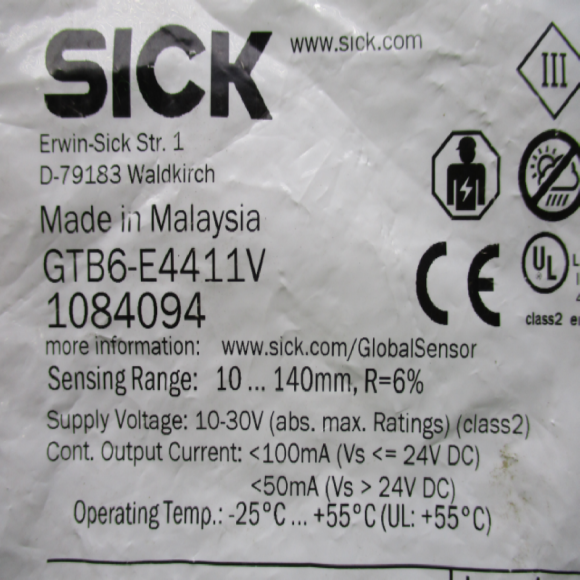 SICK www.sick.com
III
Erwin-Sick Str. 1
D-79183 Waldkirch
Made in Malaysia
GTB6-E4411V
1084094
CE
UL
class2
more information: www.sick.com/GlobalSensor
Sensing Range: 10 ... 140mm, R=6%
Supply Voltage: 10-30V (abs. max. Ratings) (class2)
Cont. Output Current: <100mA (Vs <= 24V DC)
<50mA (Vs > 24V DC)
Operating Temp.: -25°C ... +55°C (UL: +55°C)